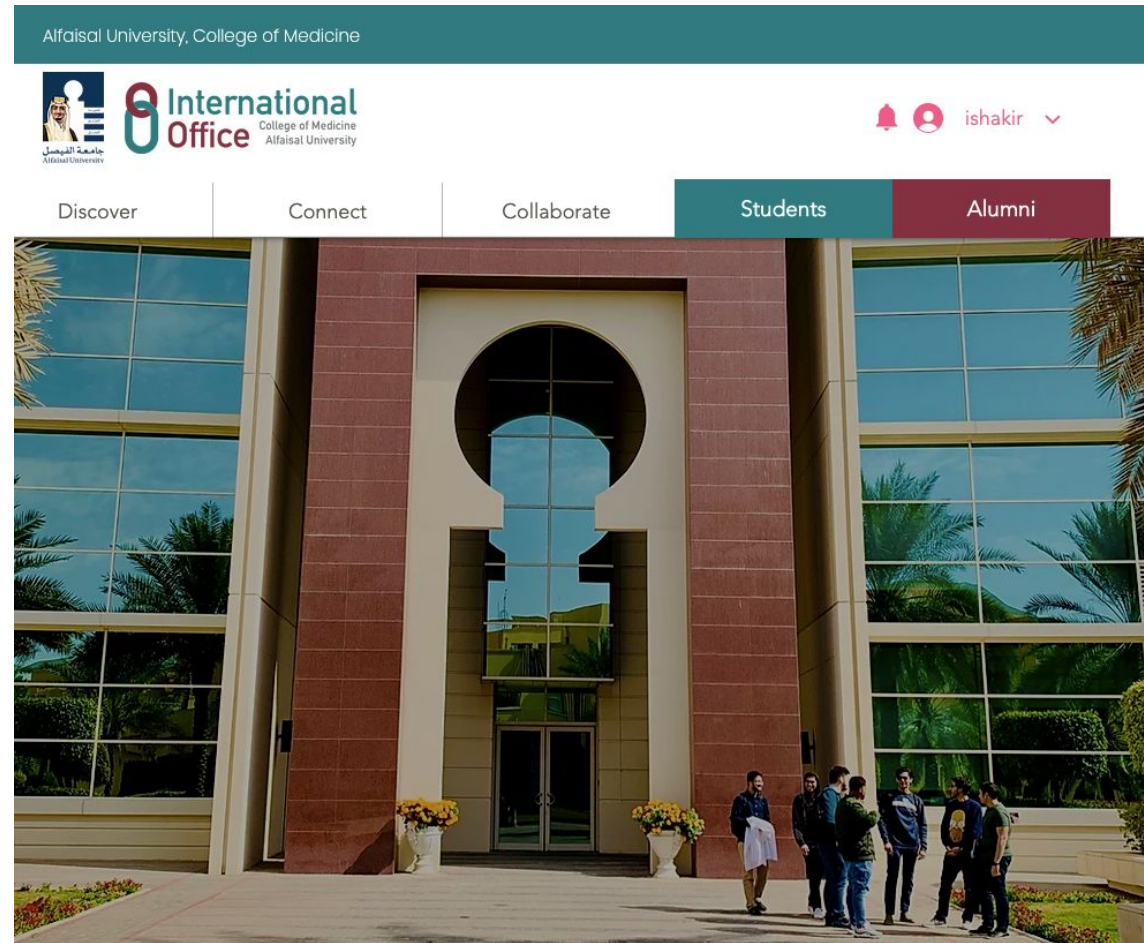 Alfaisal University, College of Medicine
جامعة الفيصل
Alfaisal University
International
Office
College of Medicine
Alfaisal University
ishakir
Discover
Connect
Collaborate
Students
Alumni